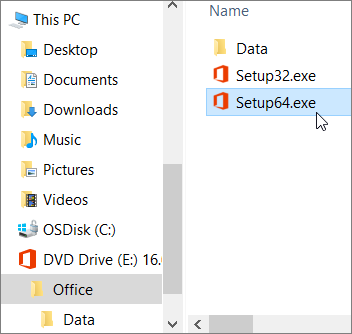 This PC
Desktop
Documents
Downloads
Music
Pictures
Videos
OSDisk (C:)
DVD Drive (E:) 16.
Office
Data
Name
Data
Setup32.exe
Setup64.exe